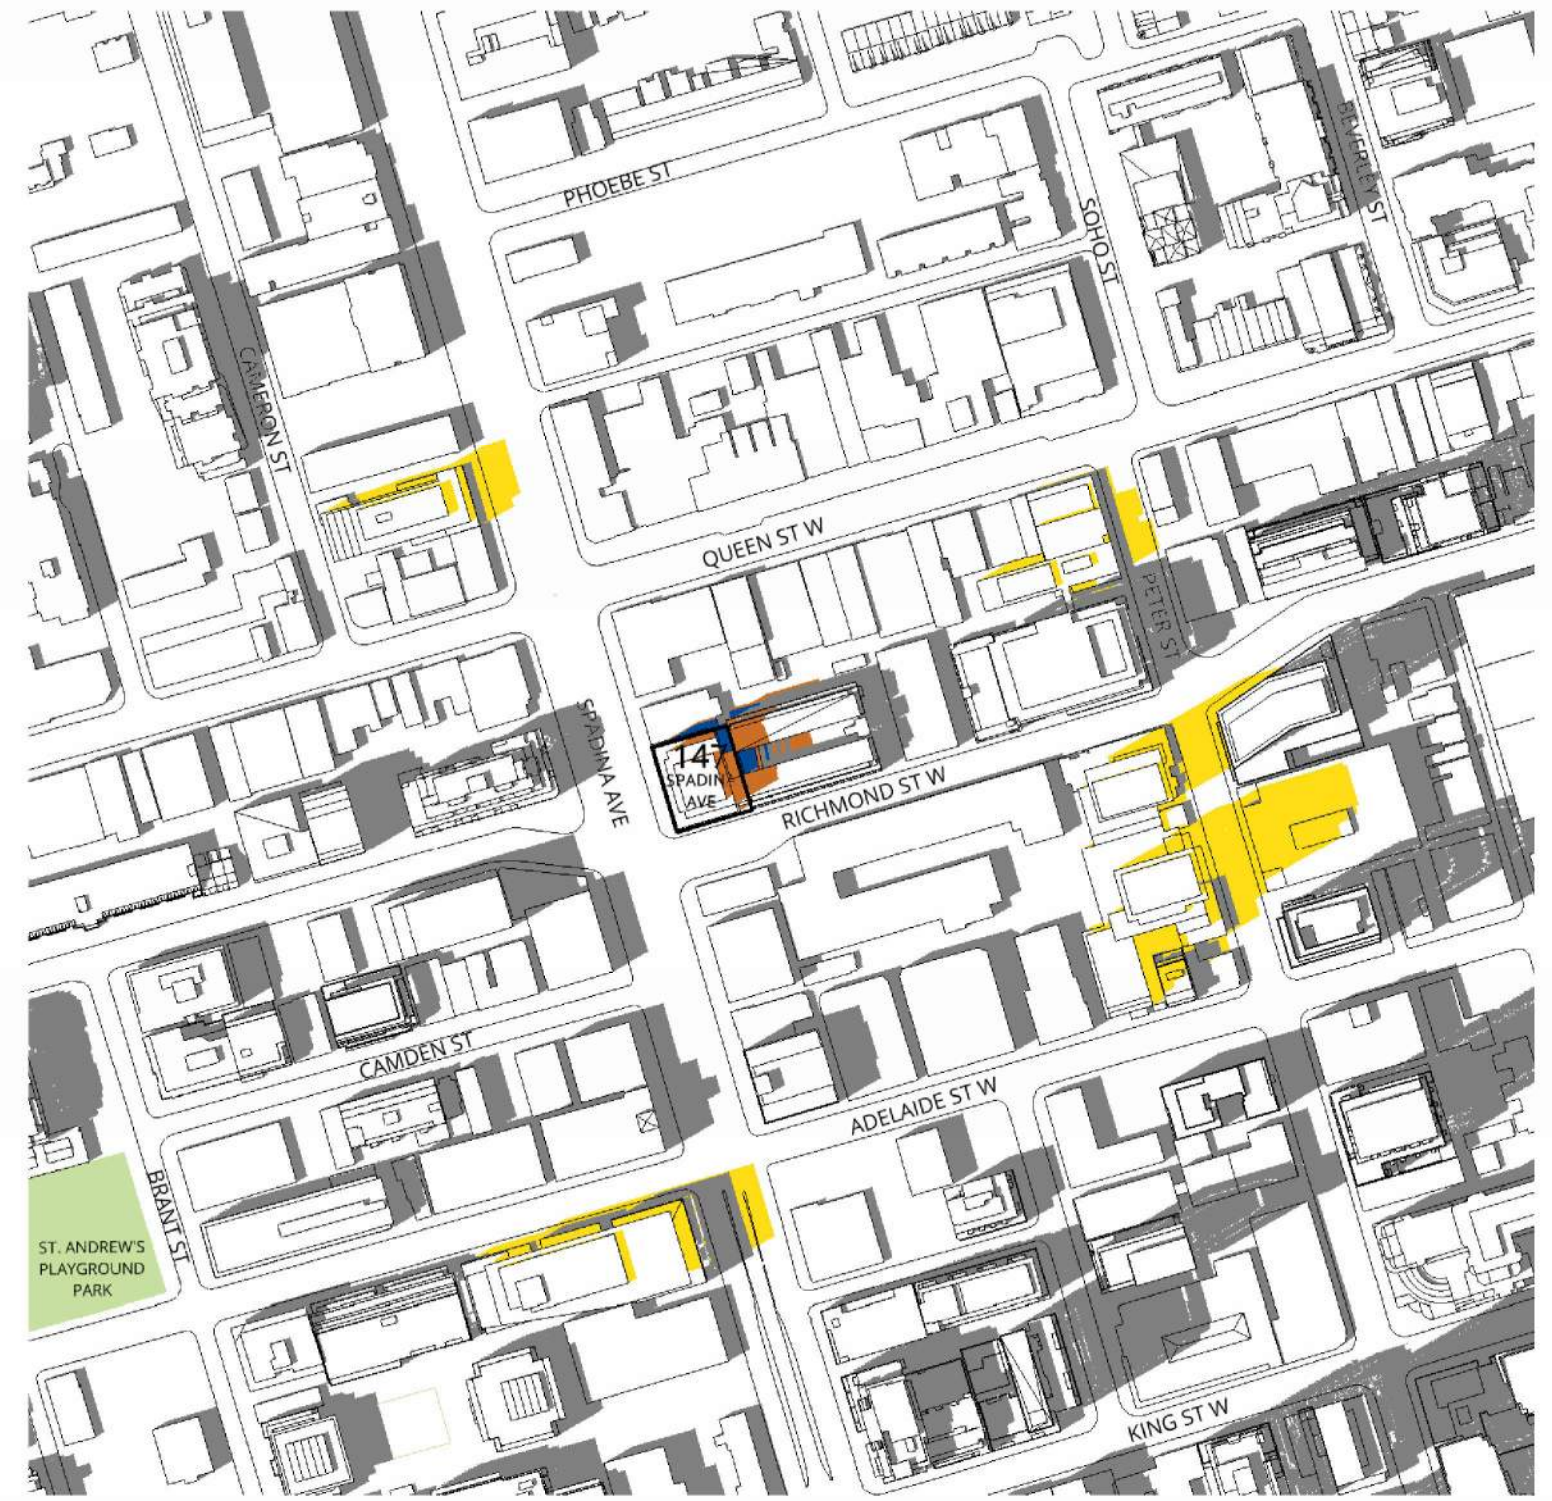 BEVERLEY ST
PHOEBE ST
SOHO ST
CAMERON ST
QUEEN ST W
PETER ST
SPADINA AVE
147
SPADINA
AVE
RICHMOND ST W
CAMDEN ST
ADELAIDE ST W
BRANT ST
ST. ANDREW'S
PLAYGROUND
PARK
KING ST W